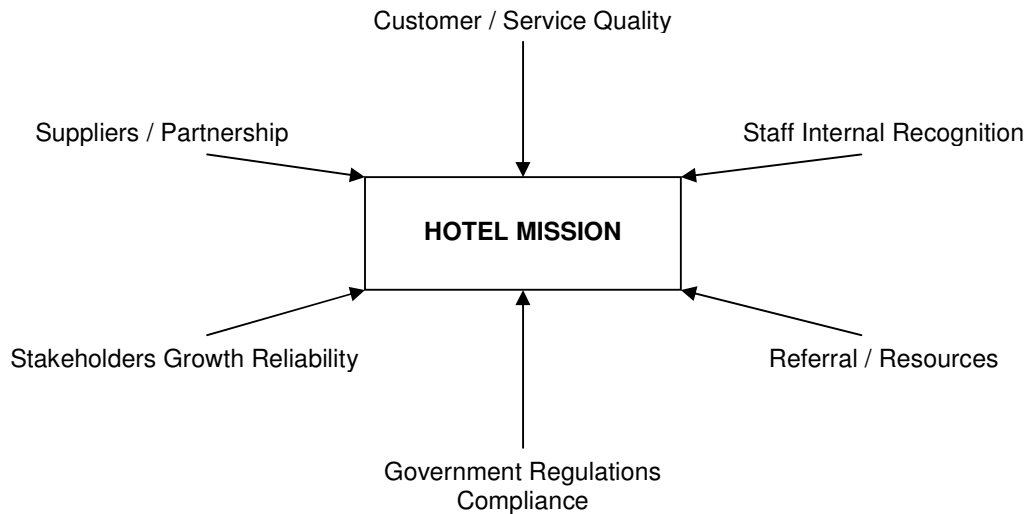 Customer / Service Quality
Suppliers / Partnership
Staff Internal Recognition
HOTEL MISSION
Stakeholders Growth Reliability
Referral / Resources
Government Regulations
Compliance